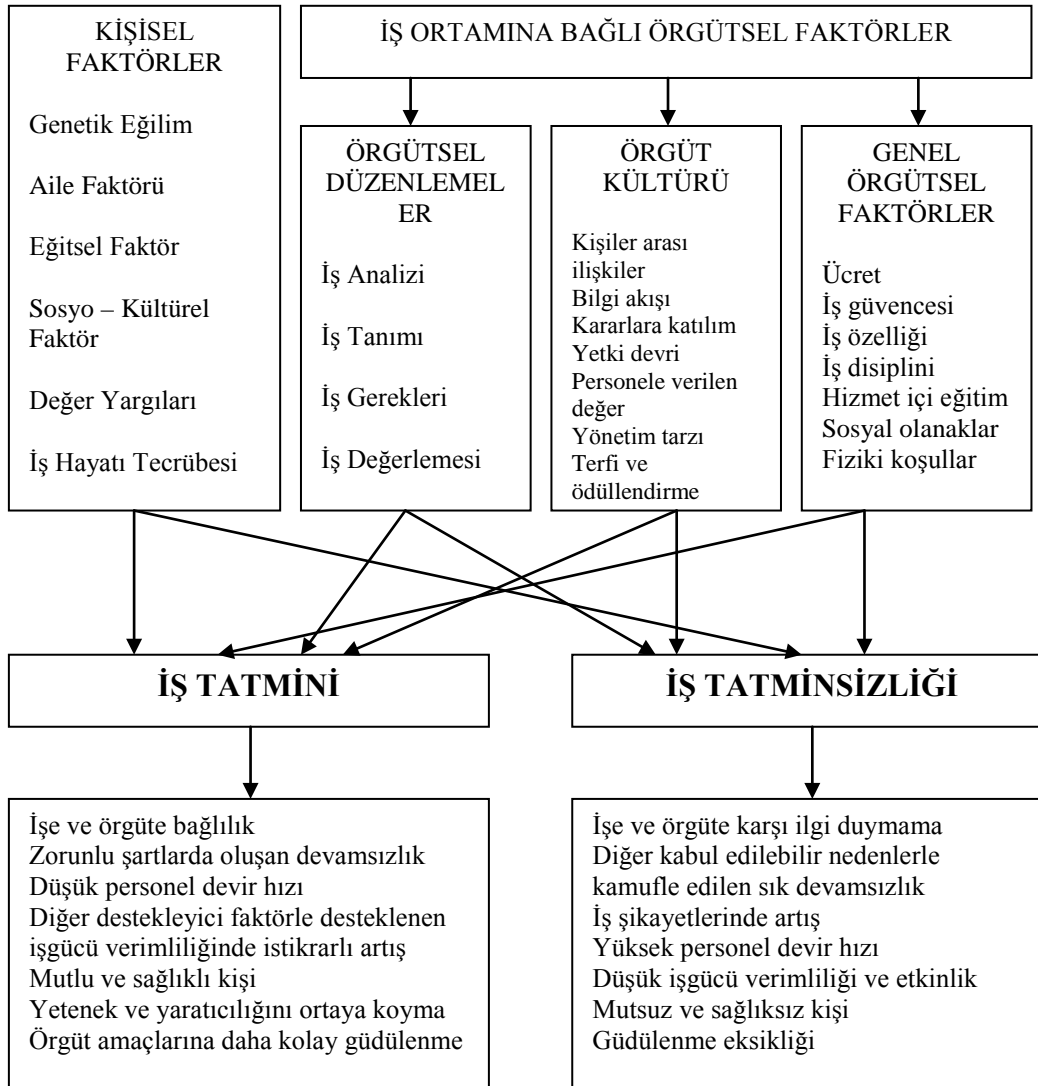 KİŞİSEL
FAKTÖRLER
Genetik Eğilim
Aile Faktörü
Eğitsel Faktör
Sosyo – Kültürel
Faktör
Değer Yargıları
İş Hayatı Tecrübesi
İŞ ORTAMINA BAĞLI ÖRGÜTSEL FAKTÖRLER
ÖRGÜTSEL
DÜZENLEMEL
ER
İş Analizi
İş Tanımı
İş Gerekleri
İş Değerlemesi
ÖRGÜT
KÜLTÜRÜ
Kişiler arası
ilişkiler
Bilgi akışı
Kararlara katılım
Yetki devri
Personele verilen
değer
Yönetim tarzı
Terfi ve
ödüllendirme
GENEL
ÖRGÜTSEL
FAKTÖRLER
Ücret
İş güvencesi
İş özelliği
İş disiplini
Hizmet içi eğitim
Sosyal olanaklar
Fiziki koşullar
İŞ TATMİNİ
İŞ TATMİNSİZLİĞİ
İşe ve örgüte bağlılık
Zorunlu şartlarda oluşan devamsızlık
Düşük personel devir hızı
Diğer destekleyici faktörle desteklenen
işgücü verimliliğinde istikrarlı artış
Mutlu ve sağlıklı kişi
Yetenek ve yaratıcılığını ortaya koyma
Örgüt amaçlarına daha kolay güdülenme
İşe ve örgüte karşı ilgi duymama
Diğer kabul edilebilir nedenlerle
kamufle edilen sık devamsızlık
İş şikayetlerinde artış
Yüksek personel devir hızı
Düşük işgücü verimliliği ve etkinlik
Mutsuz ve sağlıksız kişi
Güdülenme eksikliği